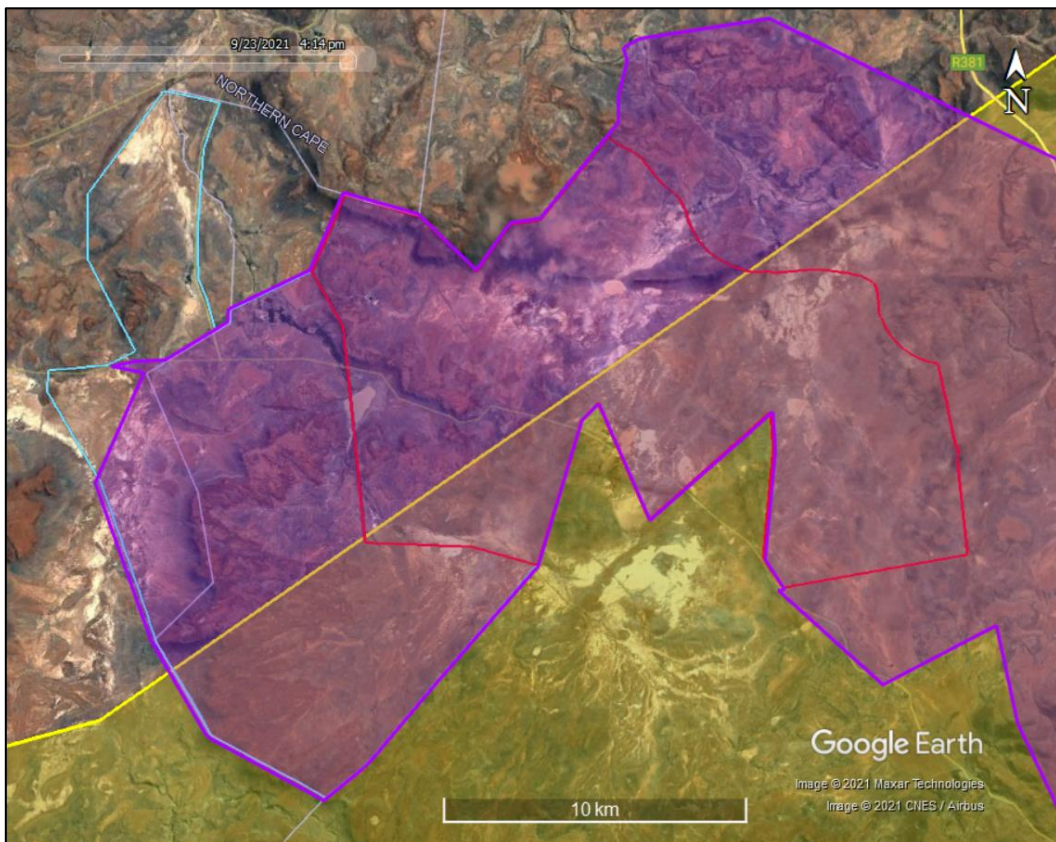 9/23/2021 4:14 pm
R381
N
NORTHERN CAPE
Google Earth
Image © 2021 Maxar Technologies
Image © 2021 CNES / Airbus
10 km